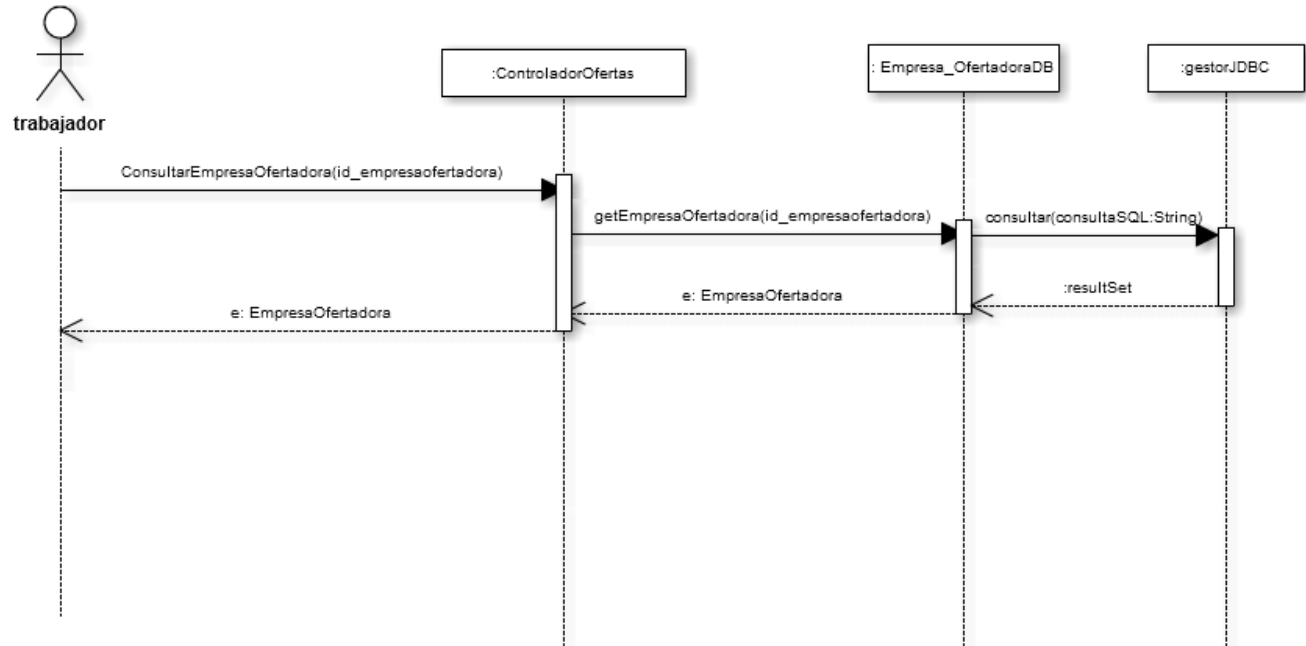 :ControladorOfertas
: Empresa_OfertadoraDB
:gestorJDBC
trabajador
ConsultarEmpresaOfertadora(id_empresaofertadora)
getEmpresaOfertadora(id_empresaofertadora)
consultar(consultaSQL:String)
:resultSet
e: EmpresaOfertadora
e: EmpresaOfertadora